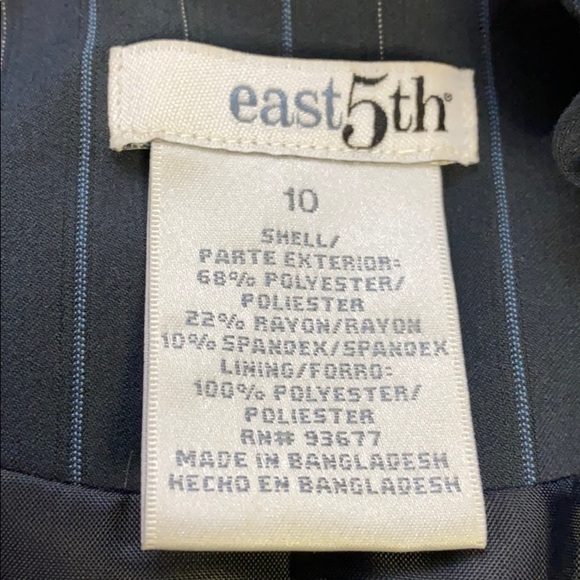 east5th®
10
SHELL/
PARTE EXTERIOR:
68% POLYESTER/
POLIESTER
22% RAYON/RAYON
10% SPANDEX/SPANDEX
LINING/FORRO:
100% POLYESTER/
POLIESTER
RN# 93677
MADE IN BANGLADESH
HECHO EN BANGLADESH